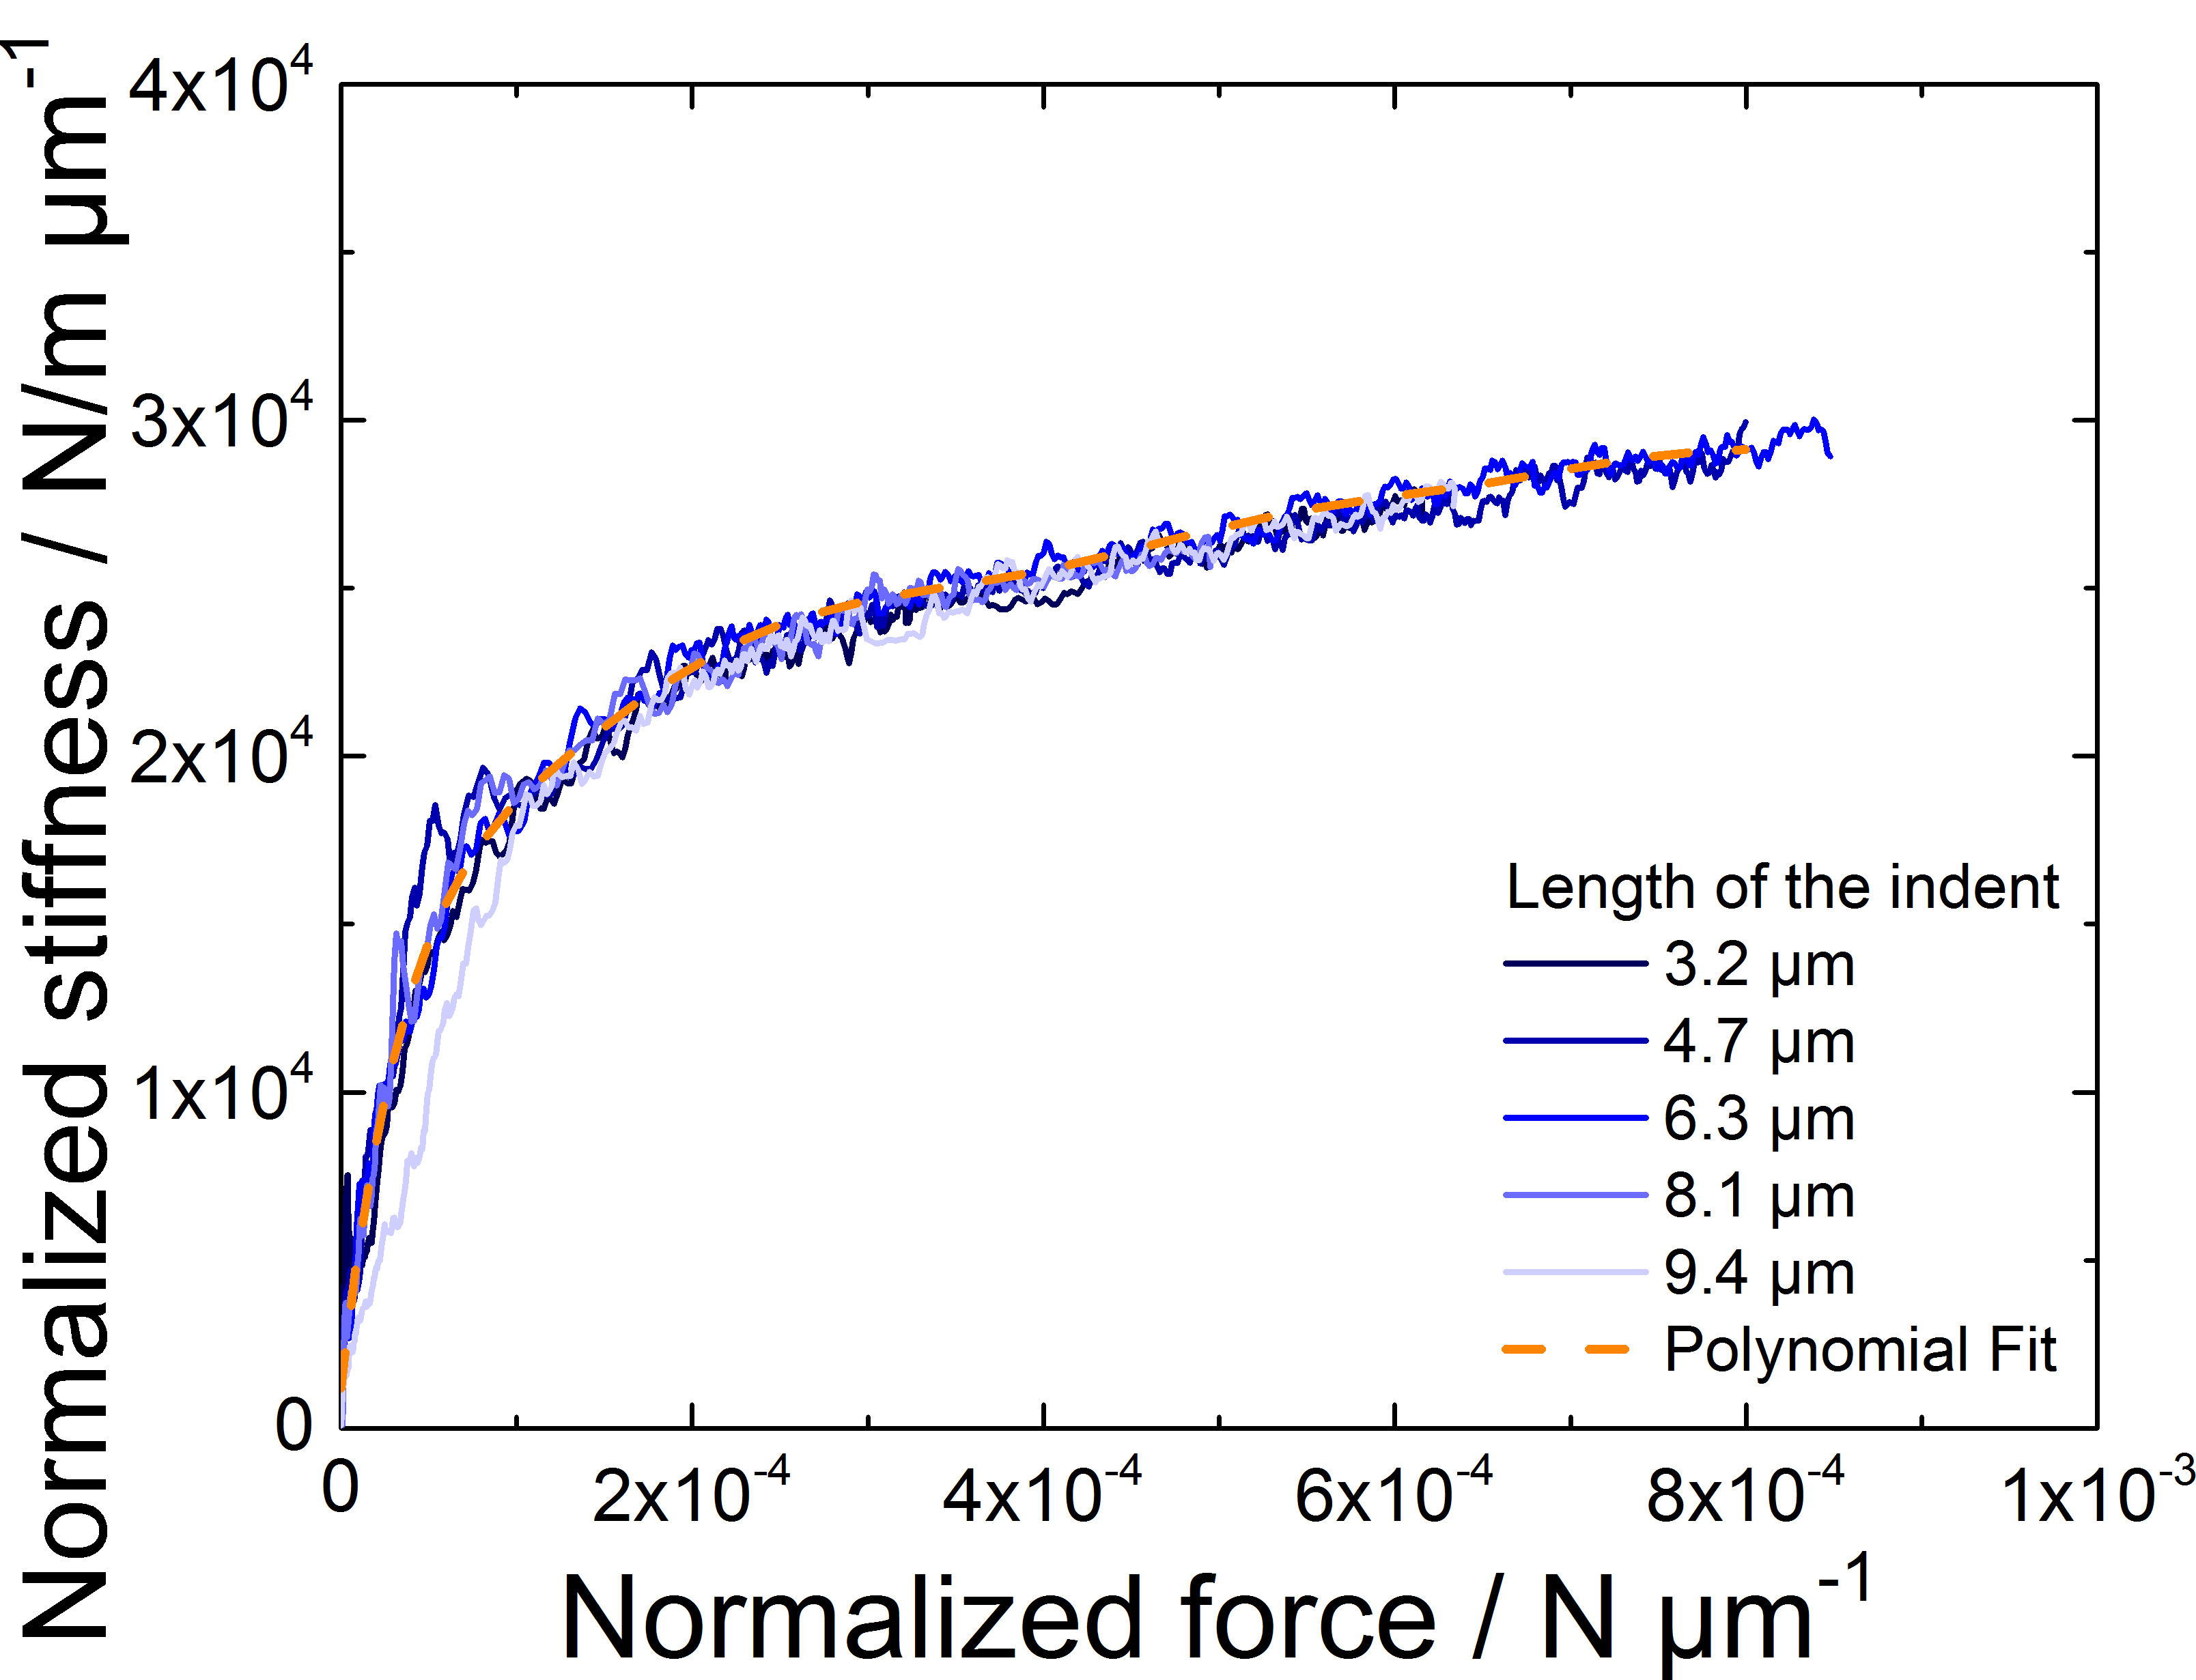 Normalized stiffness / N/m µm⁻¹
4x10⁴
3x10⁴
2x10⁴
1x10⁴
0
Length of the indent
3.2 µm
4.7 µm
6.3 µm
8.1 µm
9.4 µm
Polynomial Fit
0 2x10⁻⁴ 4x10⁻⁴ 6x10⁻⁴ 8x10⁻⁴ 1x10⁻³
Normalized force / N µm⁻¹